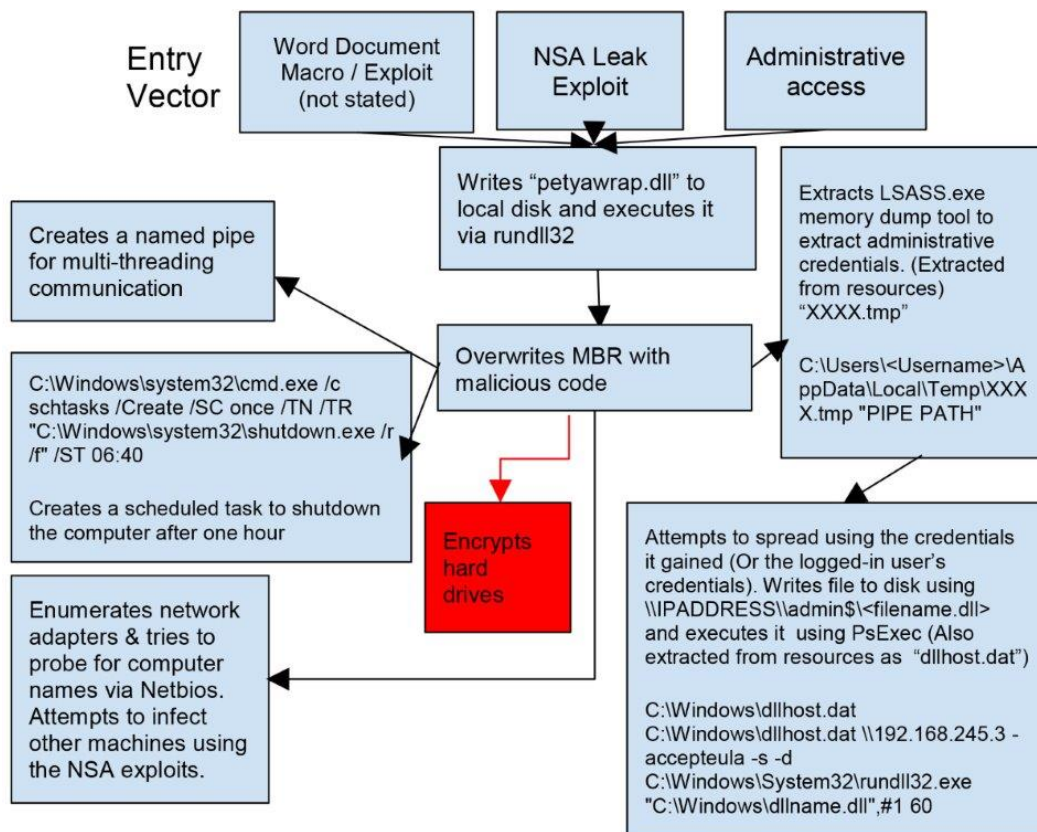 Entry
Vector
Word Document
Macro / Exploit
(not stated)
NSA Leak
Exploit
Administrative
access
Writes “petyawrap.dll” to
local disk and executes it
via rundll32
Extracts LSASS.exe
memory dump tool to
extract administrative
credentials. (Extracted
from resources)
“XXXX.tmp”
C:\Users\<Username>\A
ppData\Local\Temp\XXX
X.tmp "PIPE PATH"
Creates a named pipe
for multi-threading
communication
Overwrites MBR with
malicious code
C:\Windows\system32\cmd.exe /c
schtasks /Create /SC once /TN /TR
"C:\Windows\system32\shutdown.exe /r
/f" /ST 06:40
Creates a scheduled task to shutdown
the computer after one hour
Encrypts
hard
drives
Attempts to spread using the credentials
it gained (Or the logged-in user’s
credentials). Writes file to disk using
\\IPADDRESS\\admin$\<filename.dll>
and executes it using PsExec (Also
extracted from resources as “dllhost.dat”)
C:\Windows\dllhost.dat
C:\Windows\dllhost.dat \\192.168.245.3 -
accepteula -s -d
C:\Windows\System32\rundll32.exe
"C:\Windows\dllname.dll",#1 60
Enumerates network
adapters & tries to
probe for computer
names via Netbios.
Attempts to infect
other machines using
the NSA exploits.